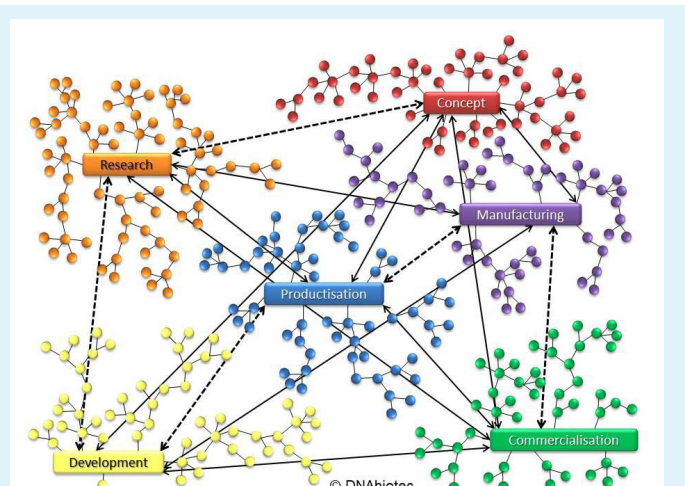 Concept
Research
Manufacturing
Productisation
Commercialisation
Development
© DNAbiotec